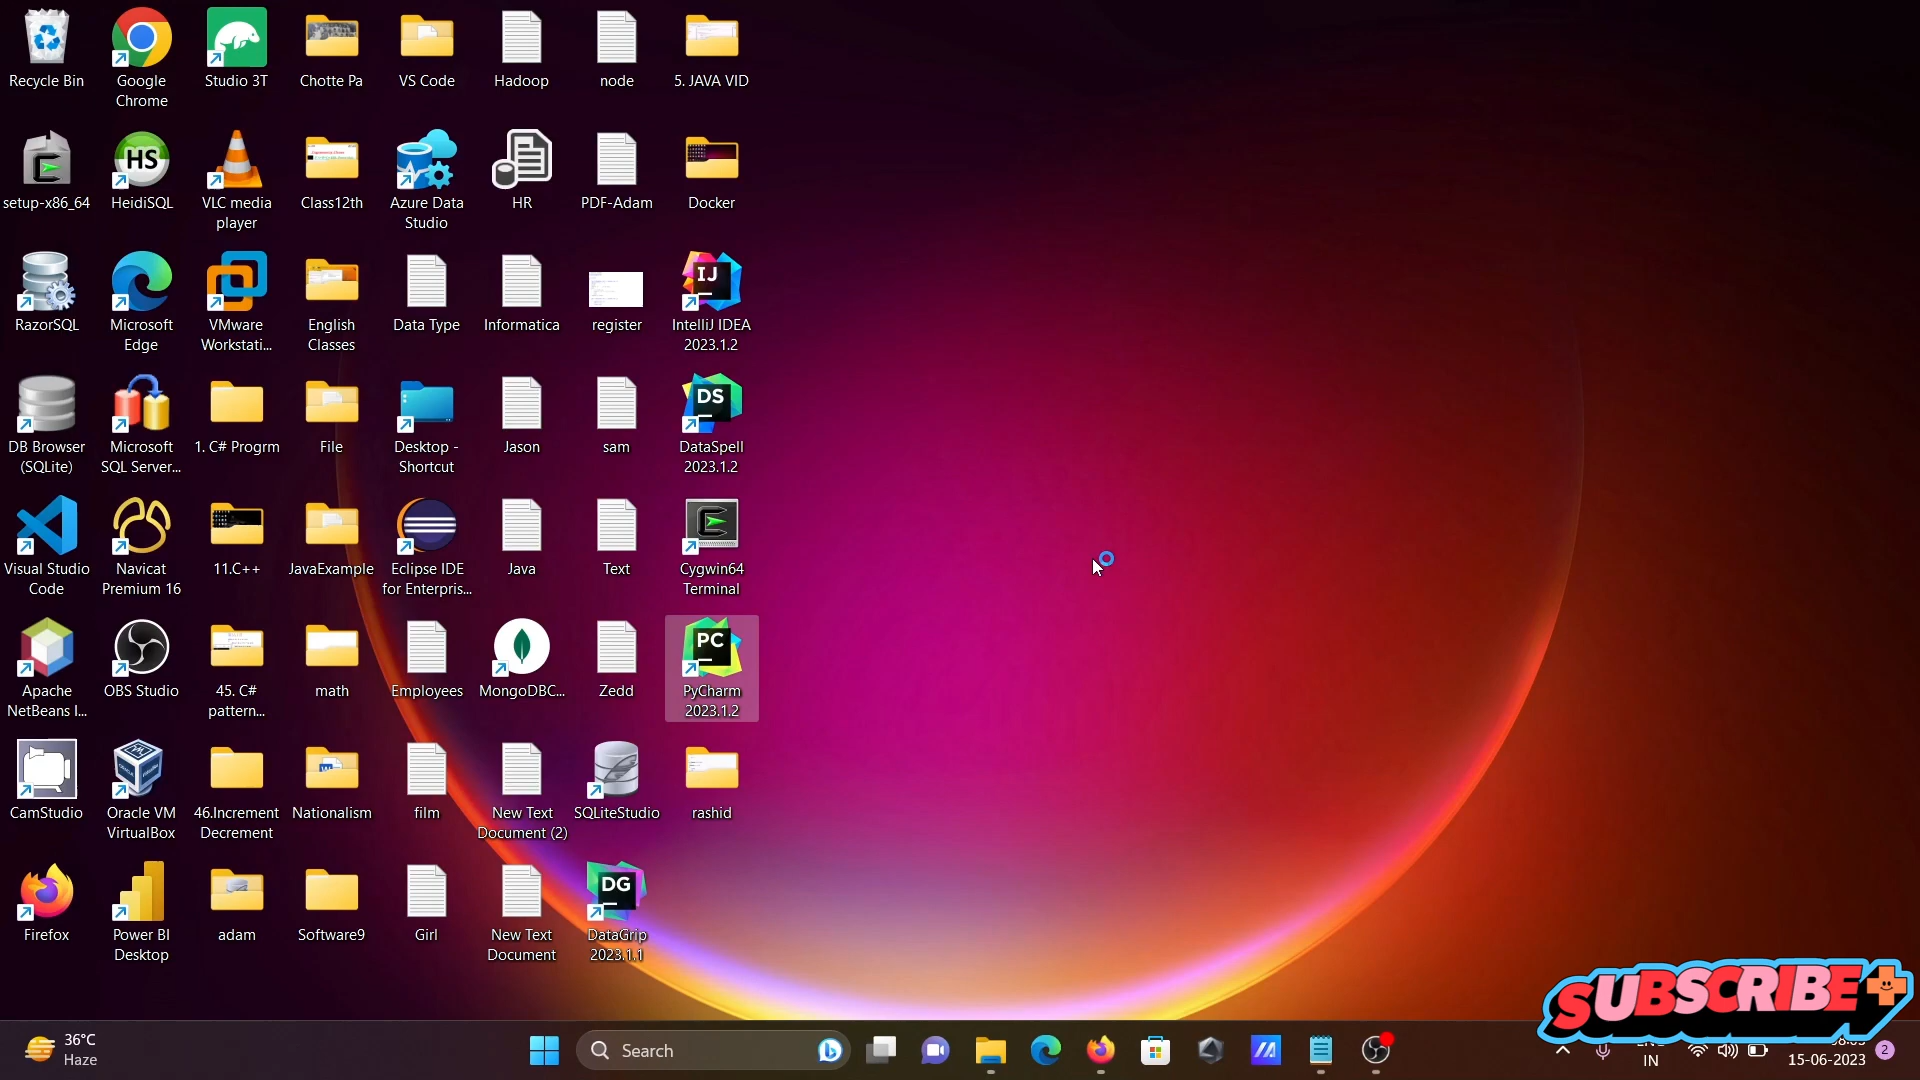 Recycle Bin
Google
Chrome
Studio 3T
Chotte Pa
VS Code
Hadoop
node
5. JAVA VID
setup-x86_64
HS
HeidiSQL
VLC media
player
Class12th
Azure Data
Studio
HR
PDF-Adam
Docker
RazorSQL
Microsoft
Edge
VMware
Workstati...
English
Classes
Data Type
Informatica
register
IJ
IntelliJ IDEA
2023.1.2
DB Browser
(SQLite)
Microsoft
SQL Server...
1. C# Progrm
File
Desktop -
Shortcut
Jason
sam
DS
DataSpell
2023.1.2
Visual Studio
Code
Navicat
Premium 16
11.C++
JavaExample
Eclipse IDE
for Enterpris...
Java
Text
Cygwin64
Terminal
Apache
NetBeans I...
OBS Studio
45. C#
pattern...
math
Employees
MongoDBC...
Zedd
PC
PyCharm
2023.1.2
CamStudio
Oracle VM
VirtualBox
46.Increment
Decrement
Nationalism
film
New Text
Document (2)
SQLiteStudio
rashid
Firefox
Power BI
Desktop
adam
Software9
Girl
New Text
Document
DG
DataGrip
2023.1.1
SUBSCRIBE
36°C
Haze
Search
IN
15-06-2023
2